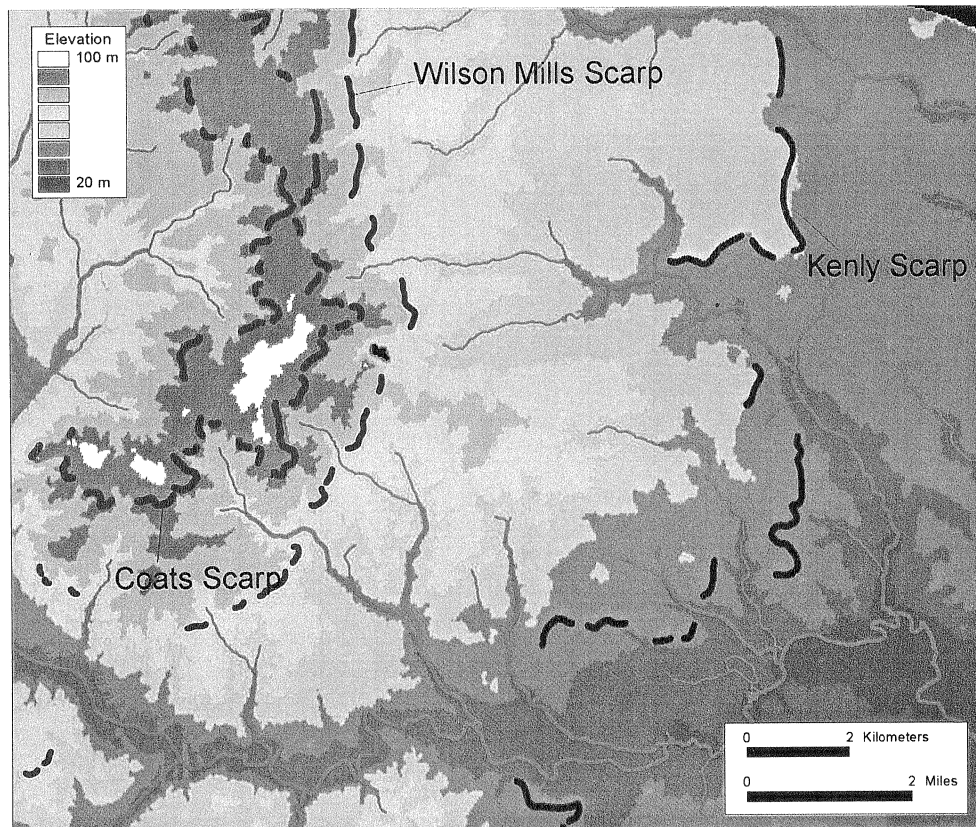 Elevation
100 m
20 m
Wilson Mills Scarp
Kenly Scarp
Coats Scarp
0 2 Kilometers
0 2 Miles